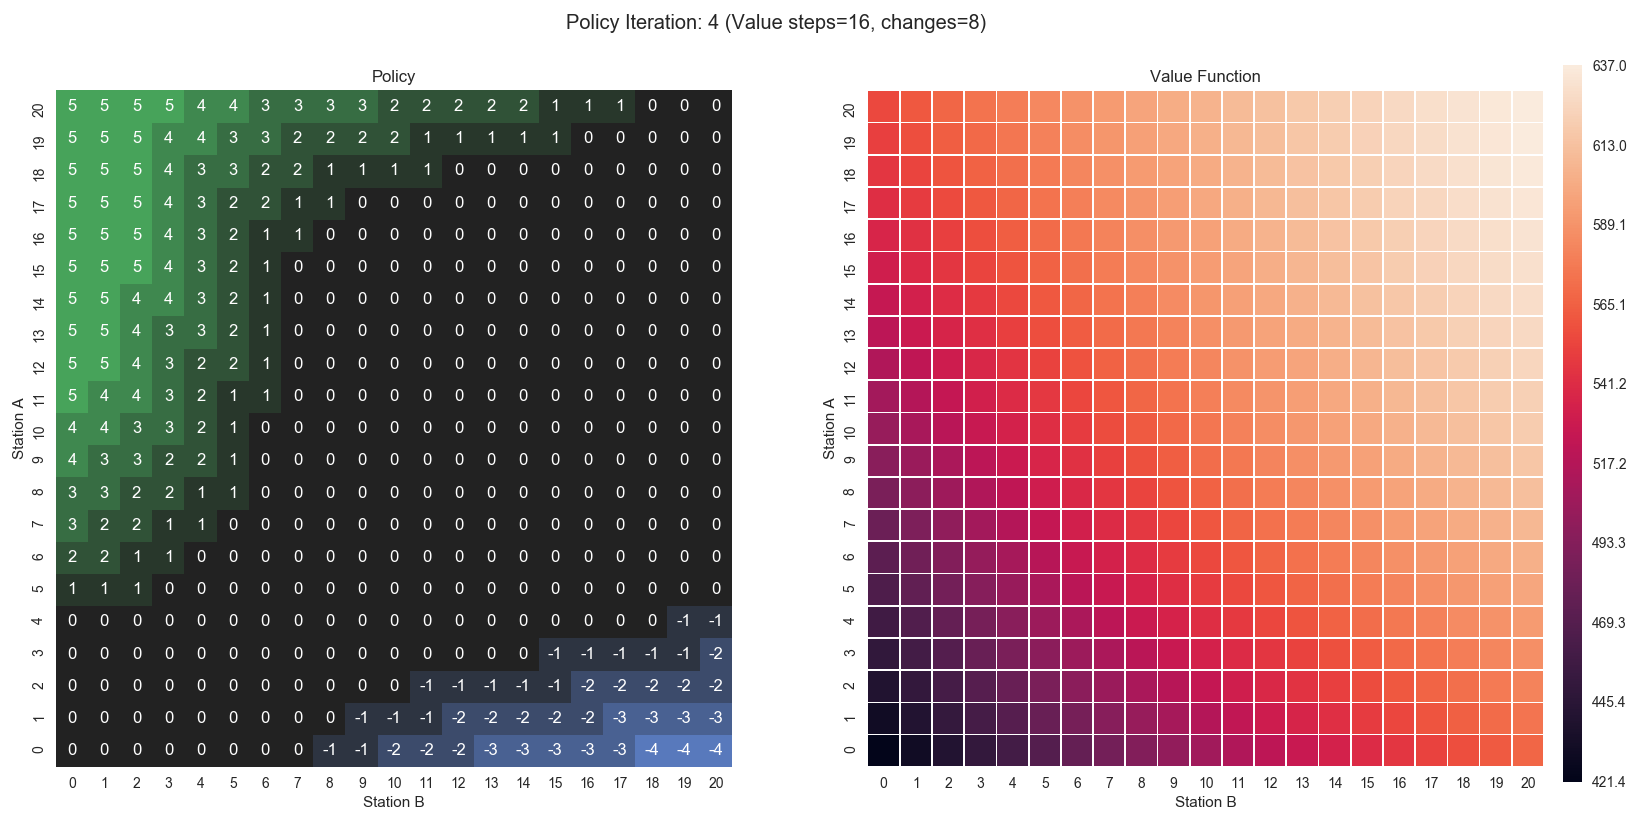 Policy Iteration: 4 (Value steps=16, changes=8)
Policy
20 5 5 5 5 4 4 3 3 3 3 2 2 2 2 2 1 1 1 0 0 0
19 5 5 5 4 4 3 3 2 2 2 2 1 1 1 1 1 0 0 0 0 0
18 5 5 5 4 3 3 2 2 1 1 1 1 0 0 0 0 0 0 0 0 0
17 5 5 5 4 3 2 2 1 1 0 0 0 0 0 0 0 0 0 0 0 0
16 5 5 5 4 3 2 1 1 0 0 0 0 0 0 0 0 0 0 0 0 0
15 5 5 5 4 3 2 1 0 0 0 0 0 0 0 0 0 0 0 0 0 0
14 5 5 4 4 3 2 1 0 0 0 0 0 0 0 0 0 0 0 0 0 0
13 5 5 4 3 3 2 1 0 0 0 0 0 0 0 0 0 0 0 0 0 0
12 5 5 4 3 2 2 1 0 0 0 0 0 0 0 0 0 0 0 0 0 0
11 5 4 4 3 2 1 1 0 0 0 0 0 0 0 0 0 0 0 0 0 0
10 4 4 3 3 2 1 0 0 0 0 0 0 0 0 0 0 0 0 0 0 0
9 4 3 3 2 2 1 0 0 0 0 0 0 0 0 0 0 0 0 0 0 0
8 3 3 2 2 1 1 0 0 0 0 0 0 0 0 0 0 0 0 0 0 0
7 3 2 2 1 1 0 0 0 0 0 0 0 0 0 0 0 0 0 0 0 0
6 2 2 1 1 0 0 0 0 0 0 0 0 0 0 0 0 0 0 0 0 0
5 1 1 1 0 0 0 0 0 0 0 0 0 0 0 0 0 0 0 0 0 0
4 0 0 0 0 0 0 0 0 0 0 0 0 0 0 0 0 0 0 0 -1 -1
3 0 0 0 0 0 0 0 0 0 0 0 0 0 0 0 -1 -1 -1 -1 -1 -2
2 0 0 0 0 0 0 0 0 0 0 0 -1 -1 -1 -1 -1 -2 -2 -2 -2 -2
1 0 0 0 0 0 0 0 0 0 -1 -1 -1 -2 -2 -2 -2 -2 -3 -3 -3 -3
0 0 0 0 0 0 0 0 0 -1 -1 -2 -2 -2 -3 -3 -3 -3 -3 -4 -4 -4
0 1 2 3 4 5 6 7 8 9 10 11 12 13 14 15 16 17 18 19 20
Station A
Station B
Value Function
20
19
18
17
16
15
14
13
12
11
10
9
8
7
6
5
4
3
2
1
0
0 1 2 3 4 5 6 7 8 9 10 11 12 13 14 15 16 17 18 19 20
Station A
Station B
637.0
613.0
589.1
565.1
541.2
517.2
493.3
469.3
445.4
421.4